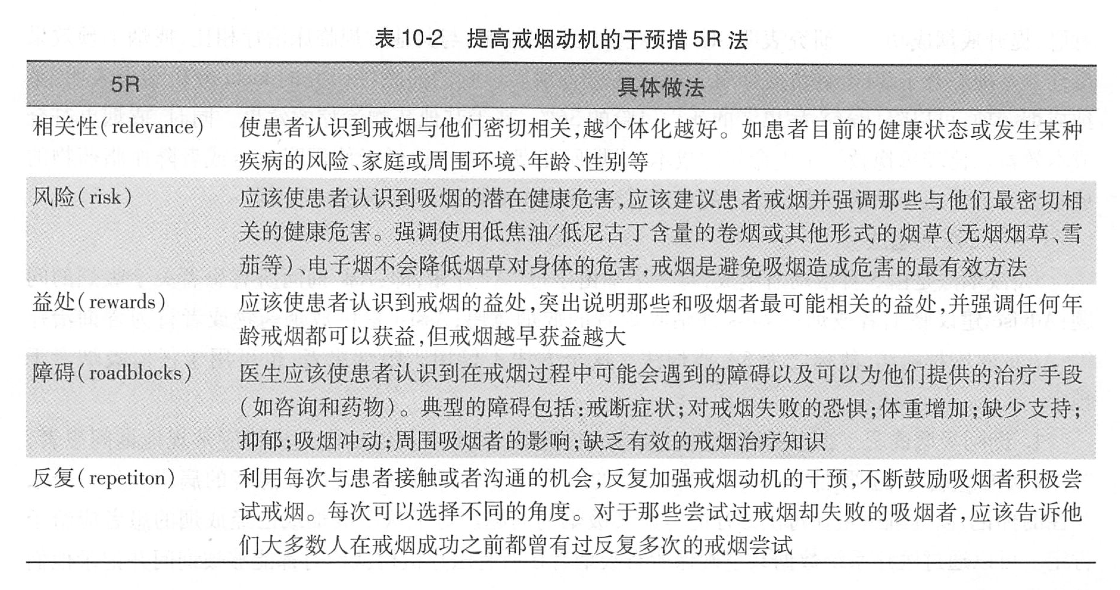 表 10-2 提高戒烟动机的干预措 5R 法
5R 具体做法
相关性(relevance) 使患者认识到戒烟与他们密切相关,越个体化越好。如患者目前的健康状态或发生某种
疾病的风险、家庭或周围环境、年龄、性别等
风险(risk) 应该使患者认识到吸烟的潜在健康危害,应该建议患者戒烟并强调那些与他们最密切相
关的健康危害。强调使用低焦油/低尼古丁含量的卷烟或其他形式的烟草(无烟烟草、雪
茄等)、电子烟不会降低烟草对身体的危害,戒烟是避免吸烟造成危害的最有效方法
益处(rewards) 应该使患者认识到戒烟的益处,突出说明那些和吸烟者最可能相关的益处,并强调任何年
龄戒烟都可以获益,但戒烟越早获益越大
障碍(roadblocks) 医生应该使患者认识到在戒烟过程中可能会遇到的障碍以及可以为他们提供的治疗手段
(如咨询和药物)。典型的障碍包括:戒断症状;对戒烟失败的恐惧;体重增加;缺少支持;
抑郁;吸烟冲动;周围吸烟者的影响;缺乏有效的戒烟治疗知识
反复(repetiton) 利用每次与患者接触或者沟通的机会,反复加强戒烟动机的干预,不断鼓励吸烟者积极尝
试戒烟。每次可以选择不同的角度。对于那些尝试过戒烟却失败的吸烟者,应该告诉他
们大多数人在戒烟成功之前都曾有过反复多次的戒烟尝试